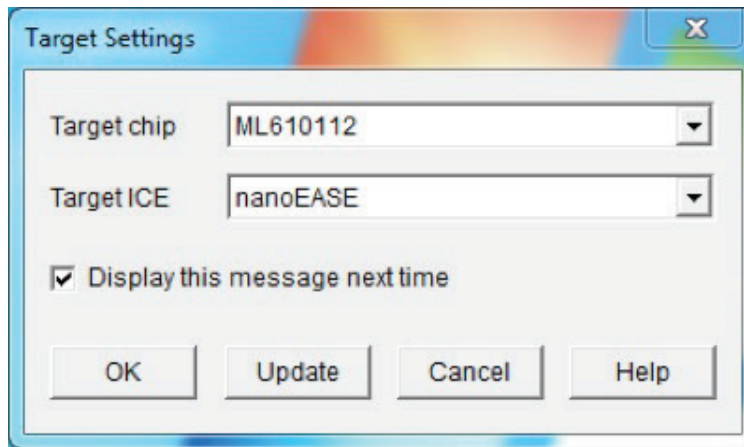 Target Settings
Target chip ML610112
Target ICE nanoEASE
Display this message next time
OK Update Cancel Help